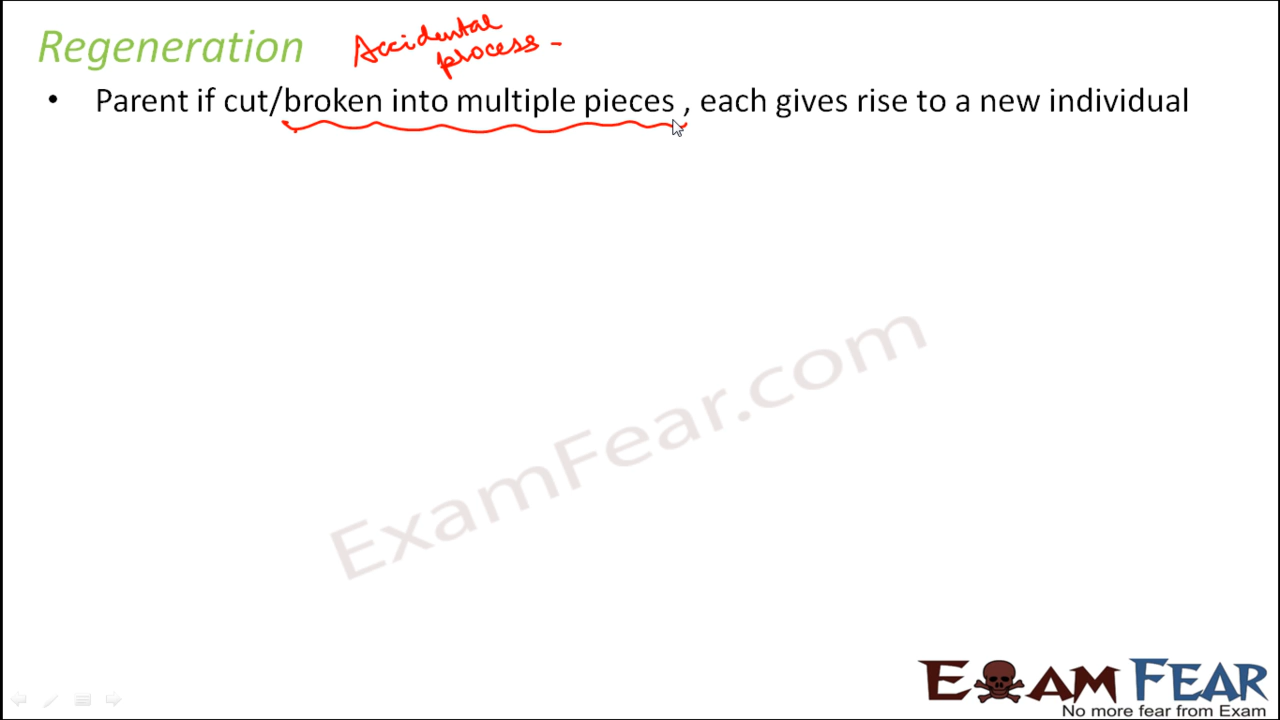 Regeneration
Accidental
process -
• Parent if cut/broken into multiple pieces , each gives rise to a new individual
ExamFear.com
EXAM FEAR
No more fear from Exam